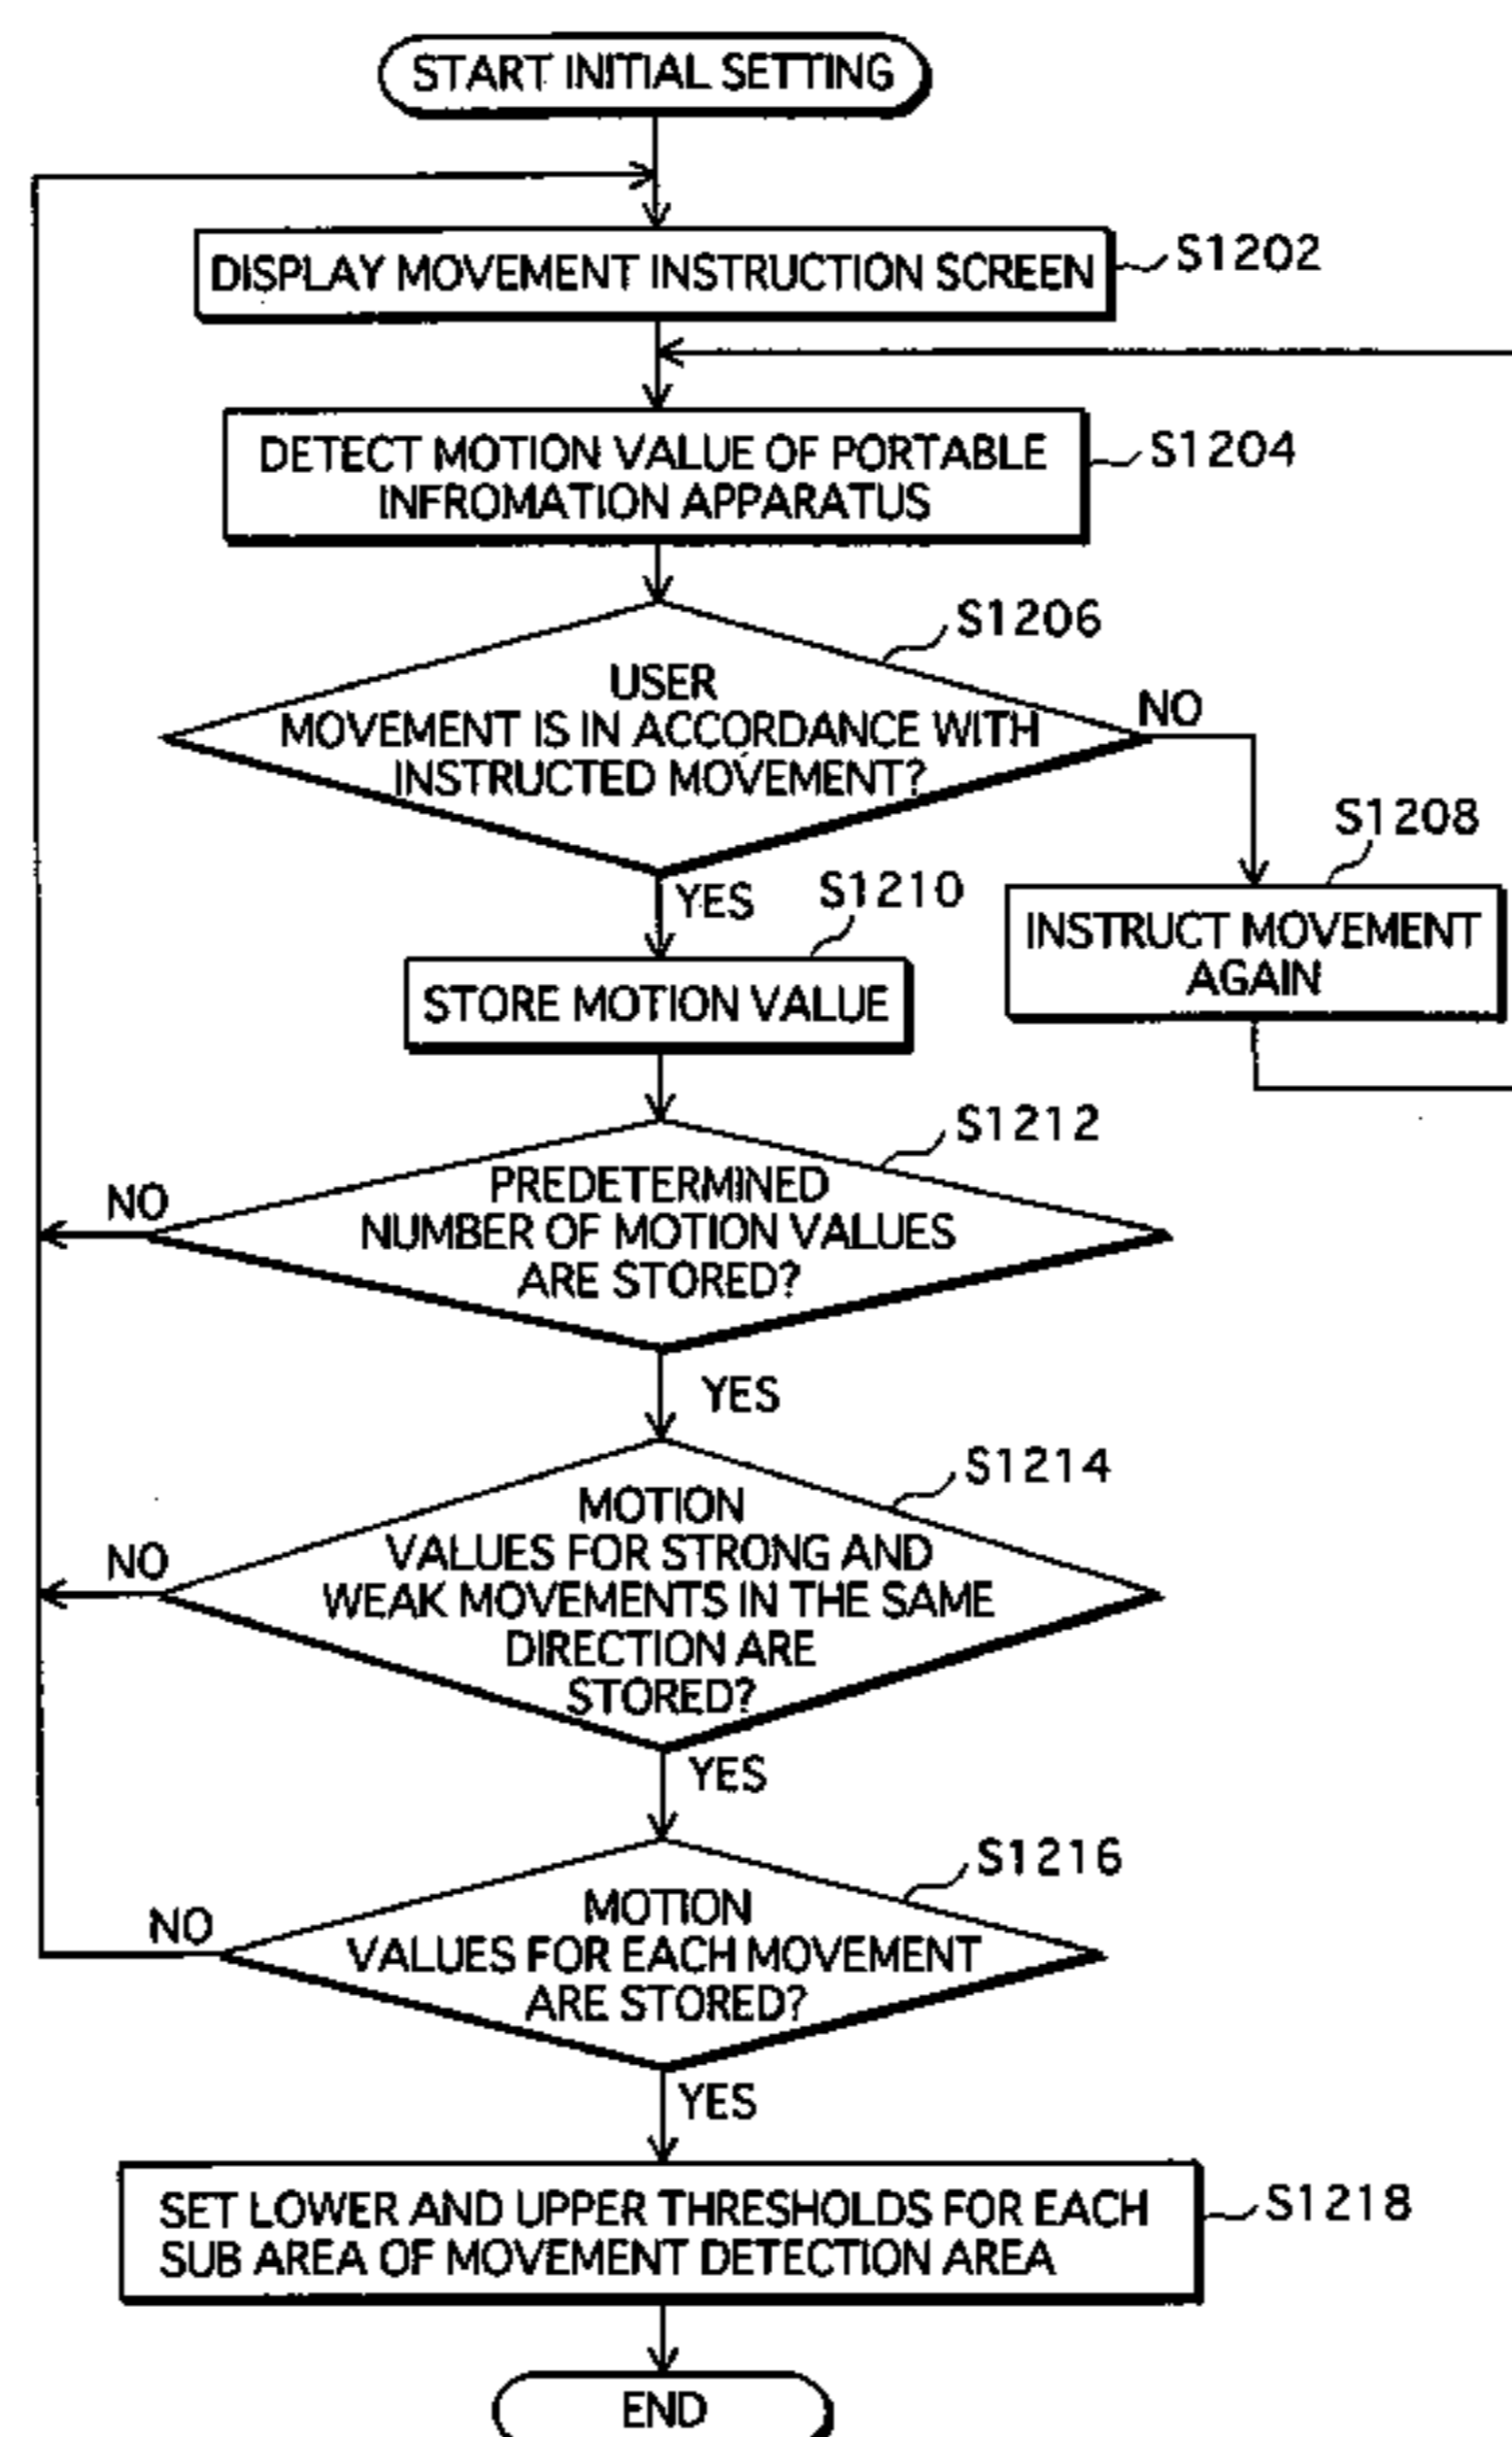 START INITIAL SETTING
DISPLAY MOVEMENT INSTRUCTION SCREEN
S1202
DETECT MOTION VALUE OF PORTABLE
INFROMATION APPARATUS
S1204
S1206
USER
MOVEMENT IS IN ACCORDANCE WITH
INSTRUCTED MOVEMENT?
NO
S1208
INSTRUCT MOVEMENT
AGAIN
YES
S1210
STORE MOTION VALUE
S1212
PREDETERMINED
NUMBER OF MOTION VALUES
ARE STORED?
NO
YES
S1214
MOTION
VALUES FOR STRONG AND
WEAK MOVEMENTS IN THE SAME
DIRECTION ARE
STORED?
NO
YES
S1216
MOTION
VALUES FOR EACH MOVEMENT
ARE STORED?
NO
YES
SET LOWER AND UPPER THRESHOLDS FOR EACH
SUB AREA OF MOVEMENT DETECTION AREA
S1218
END